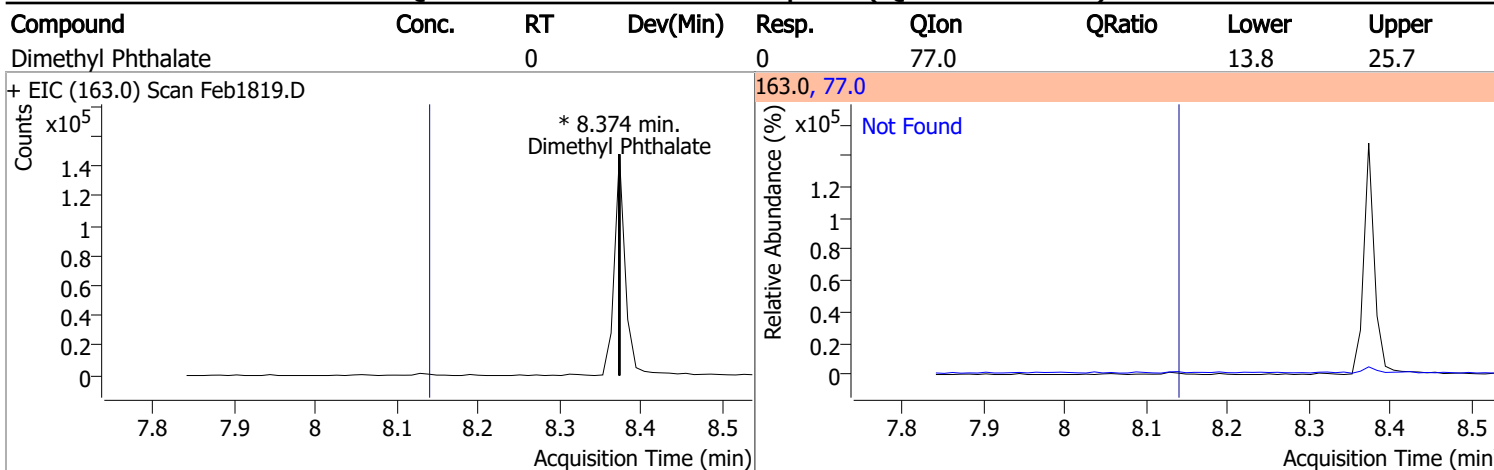 Compound Conc. RT Dev(Min) Resp. QIon QRatio Lower Upper
Dimethyl Phthalate 0 0 77.0 13.8 25.7
+ EIC (163.0) Scan Feb1819.D
Counts
x10⁵
* 8.374 min.
Dimethyl Phthalate
1.4
1.2
1
0.8
0.6
0.4
0.2
0
7.8 7.9 8 8.1 8.2 8.3 8.4 8.5
Acquisition Time (min)
163.0, 77.0
Relative Abundance (%)
x10⁵
Not Found
1.2
1
0.8
0.6
0.4
0.2
0
7.8 7.9 8 8.1 8.2 8.3 8.4 8.5
Acquisition Time (min